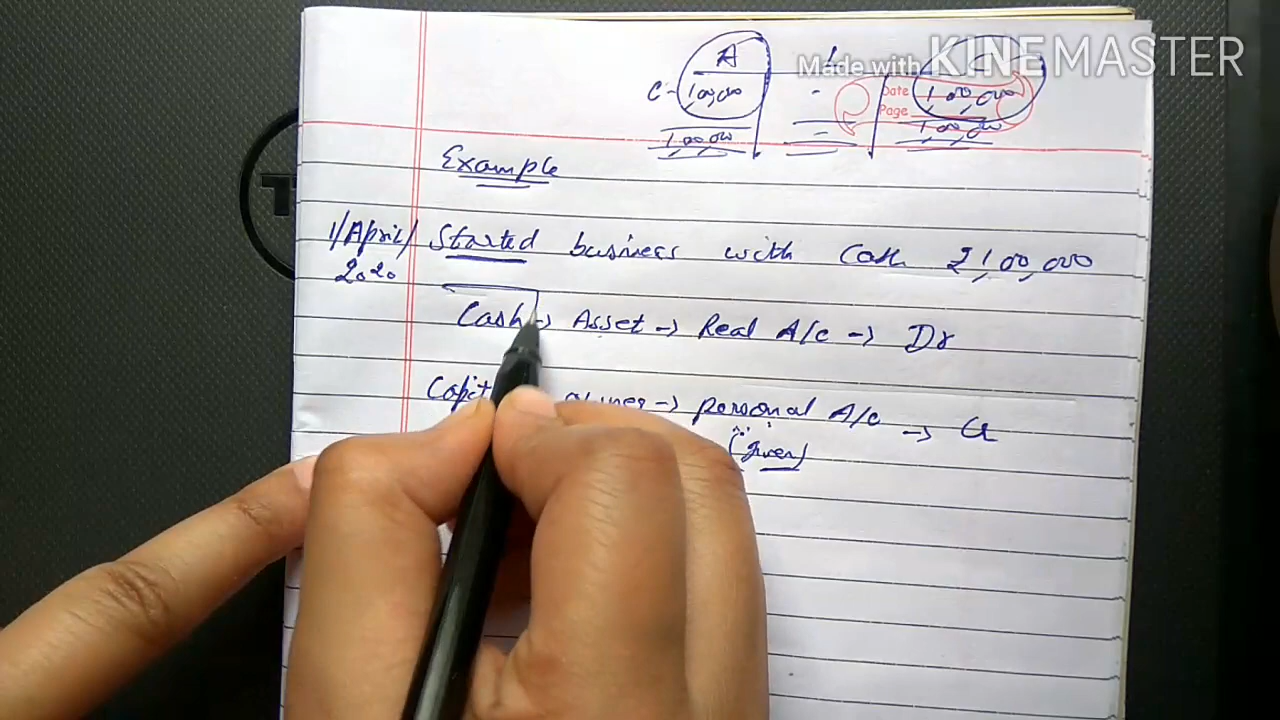 A L
Made with KINEMASTER
C - 1,00,000 - 1,00,000
Date
Page
1,00,000 - 1,00,000
Example
1/April/ Started business with Cash ₹1,00,000
2020
Cash → Asset → Real A/c → Dr
Capit owner → personal A/c → Cr
(giver)